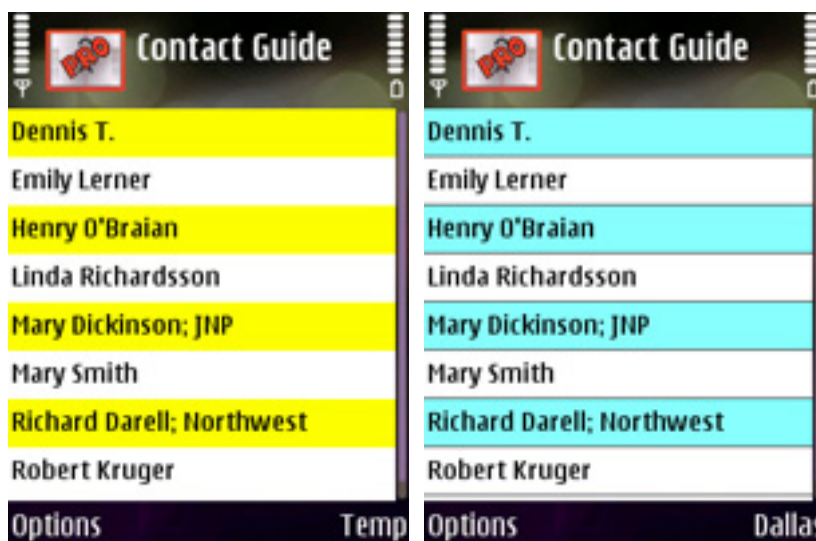 PRO
Contact Guide
Dennis T.
Emily Lerner
Henry O'Braian
Linda Richardsson
Mary Dickinson; JNP
Mary Smith
Richard Darell; Northwest
Robert Kruger
Options
Temp
PRO
Contact Guide
Dennis T.
Emily Lerner
Henry O'Braian
Linda Richardsson
Mary Dickinson; JNP
Mary Smith
Richard Darell; Northwest
Robert Kruger
Options
Dallas